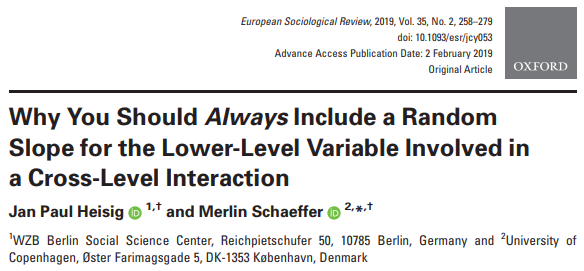 European Sociological Review, 2019, Vol. 35, No. 2, 258–279
doi: 10.1093/esr/jcy053
Advance Access Publication Date: 2 February 2019
Original Article
OXFORD
Why You Should Always Include a Random
Slope for the Lower-Level Variable Involved in
a Cross-Level Interaction
Jan Paul Heisig iD 1,† and Merlin Schaeffer iD 2,*,†
1WZB Berlin Social Science Center, Reichpietschufer 50, 10785 Berlin, Germany and 2University of
Copenhagen, Øster Farimagsgade 5, DK-1353 København, Denmark